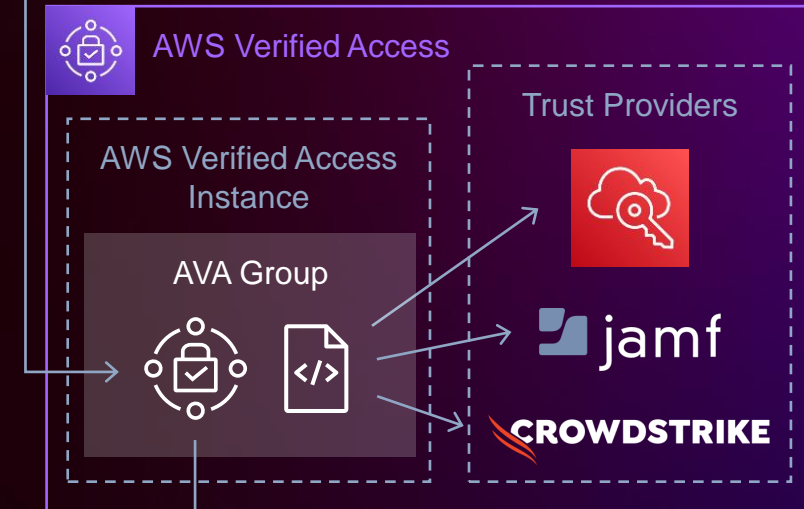 AWS Verified Access
Trust Providers
AWS Verified Access
Instance
AVA Group
</>
jamf
CROWDSTRIKE